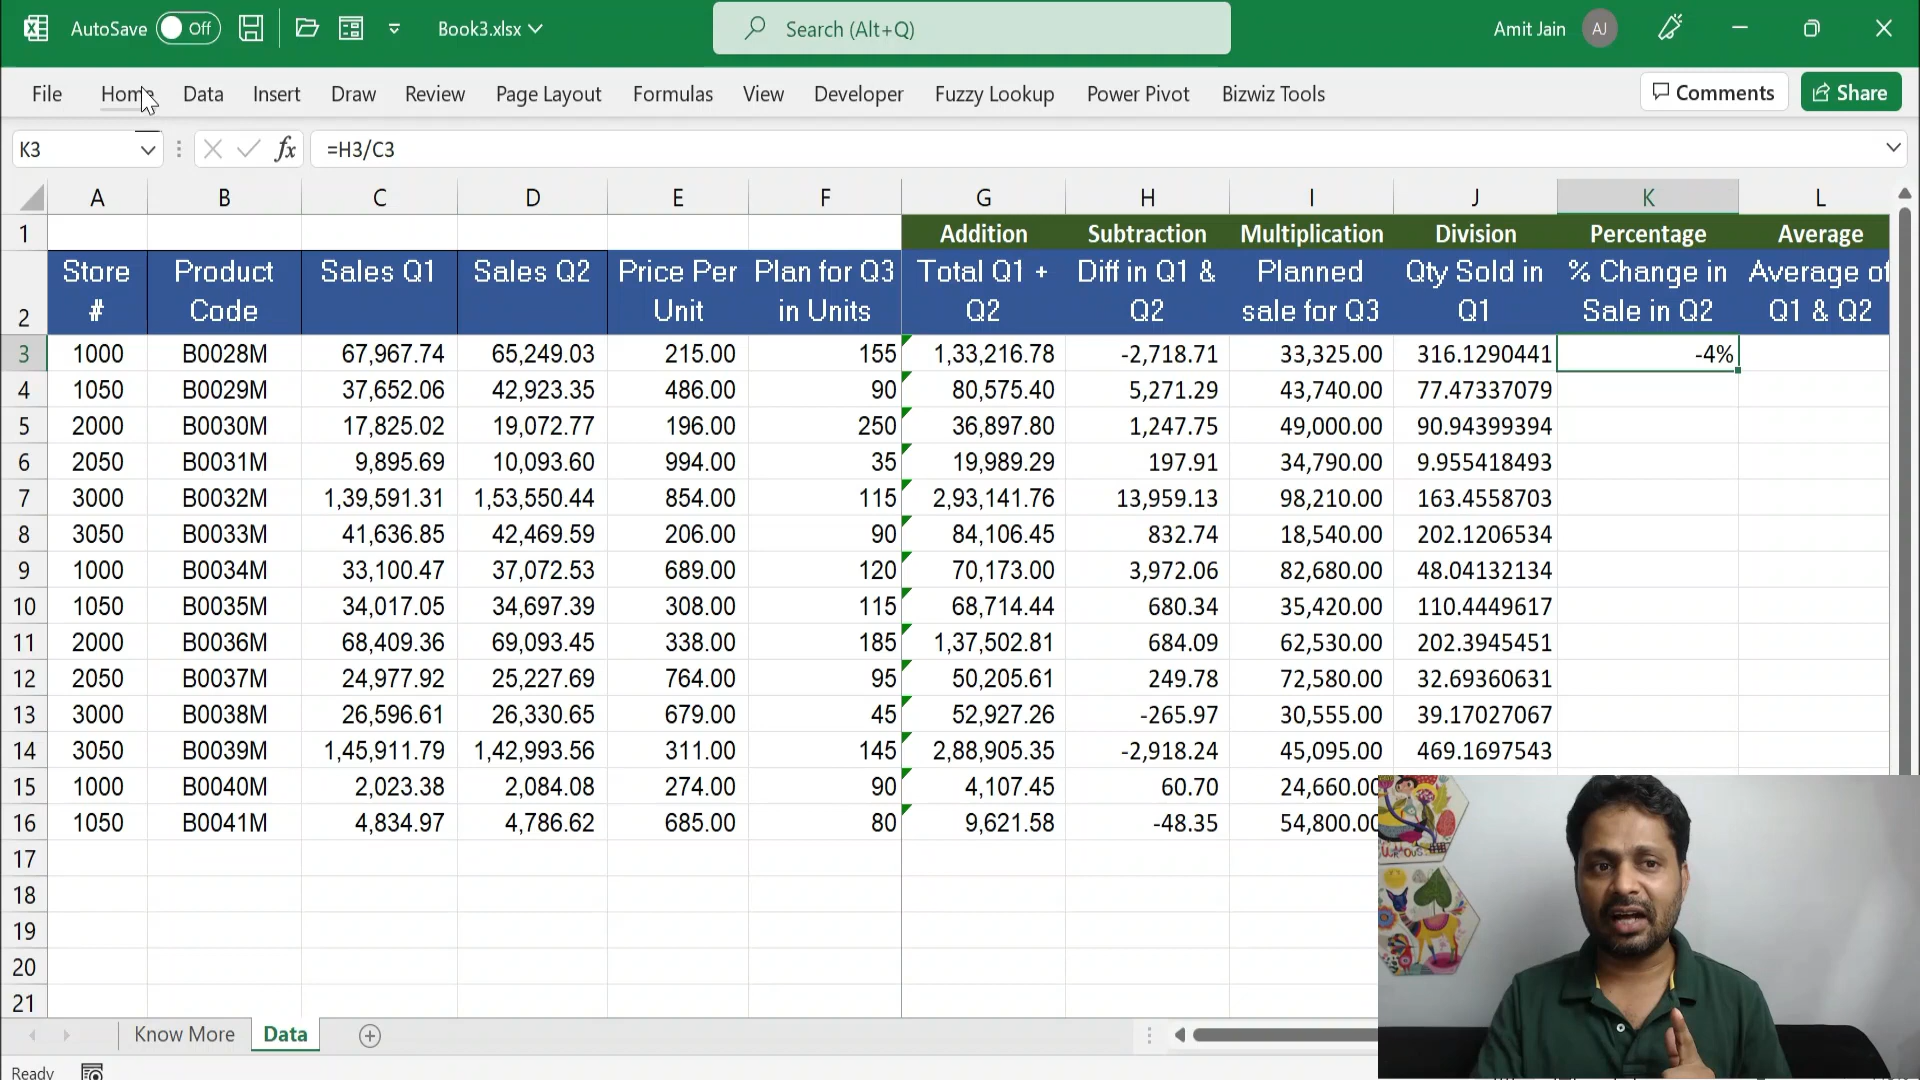 AutoSave Off Book3.xlsx Search (Alt+Q) Amit Jain AJ
File Home Data Insert Draw Review Page Layout Formulas View Developer Fuzzy Lookup Power Pivot Bizwiz Tools Comments Share
K3 fx =H3/C3
A B C D E F G H I J K L
1 Addition Subtraction Multiplication Division Percentage Average
Store Product Sales Q1 Sales Q2 Price Per Plan for Q3 Total Q1 + Diff in Q1 & Planned Qty Sold in % Change in Average of
2 # Code Unit in Units Q2 Q2 sale for Q3 Q1 Sale in Q2 Q1 & Q2
3 1000 B0028M 67,967.74 65,249.03 215.00 155 1,33,216.78 -2,718.71 33,325.00 316.1290441 -4%
4 1050 B0029M 37,652.06 42,923.35 486.00 90 80,575.40 5,271.29 43,740.00 77.47337079
5 2000 B0030M 17,825.02 19,072.77 196.00 250 36,897.80 1,247.75 49,000.00 90.94399394
6 2050 B0031M 9,895.69 10,093.60 994.00 35 19,989.29 197.91 34,790.00 9.955418493
7 3000 B0032M 1,39,591.31 1,53,550.44 854.00 115 2,93,141.76 13,959.13 98,210.00 163.4558703
8 3050 B0033M 41,636.85 42,469.59 206.00 90 84,106.45 832.74 18,540.00 202.1206534
9 1000 B0034M 33,100.47 37,072.53 689.00 120 70,173.00 3,972.06 82,680.00 48.04132134
10 1050 B0035M 34,017.05 34,697.39 308.00 115 68,714.44 680.34 35,420.00 110.4449617
11 2000 B0036M 68,409.36 69,093.45 338.00 185 1,37,502.81 684.09 62,530.00 202.3945451
12 2050 B0037M 24,977.92 25,227.69 764.00 95 50,205.61 249.78 72,580.00 32.69360631
13 3000 B0038M 26,596.61 26,330.65 679.00 45 52,927.26 -265.97 30,555.00 39.17027067
14 3050 B0039M 1,45,911.79 1,42,993.56 311.00 145 2,88,905.35 -2,918.24 45,095.00 469.1697543
15 1000 B0040M 2,023.38 2,084.08 274.00 90 4,107.45 60.70 24,660.00
16 1050 B0041M 4,834.97 4,786.62 685.00 80 9,621.58 -48.35 54,800.00
17
18
19
20
21
Know More Data
Ready